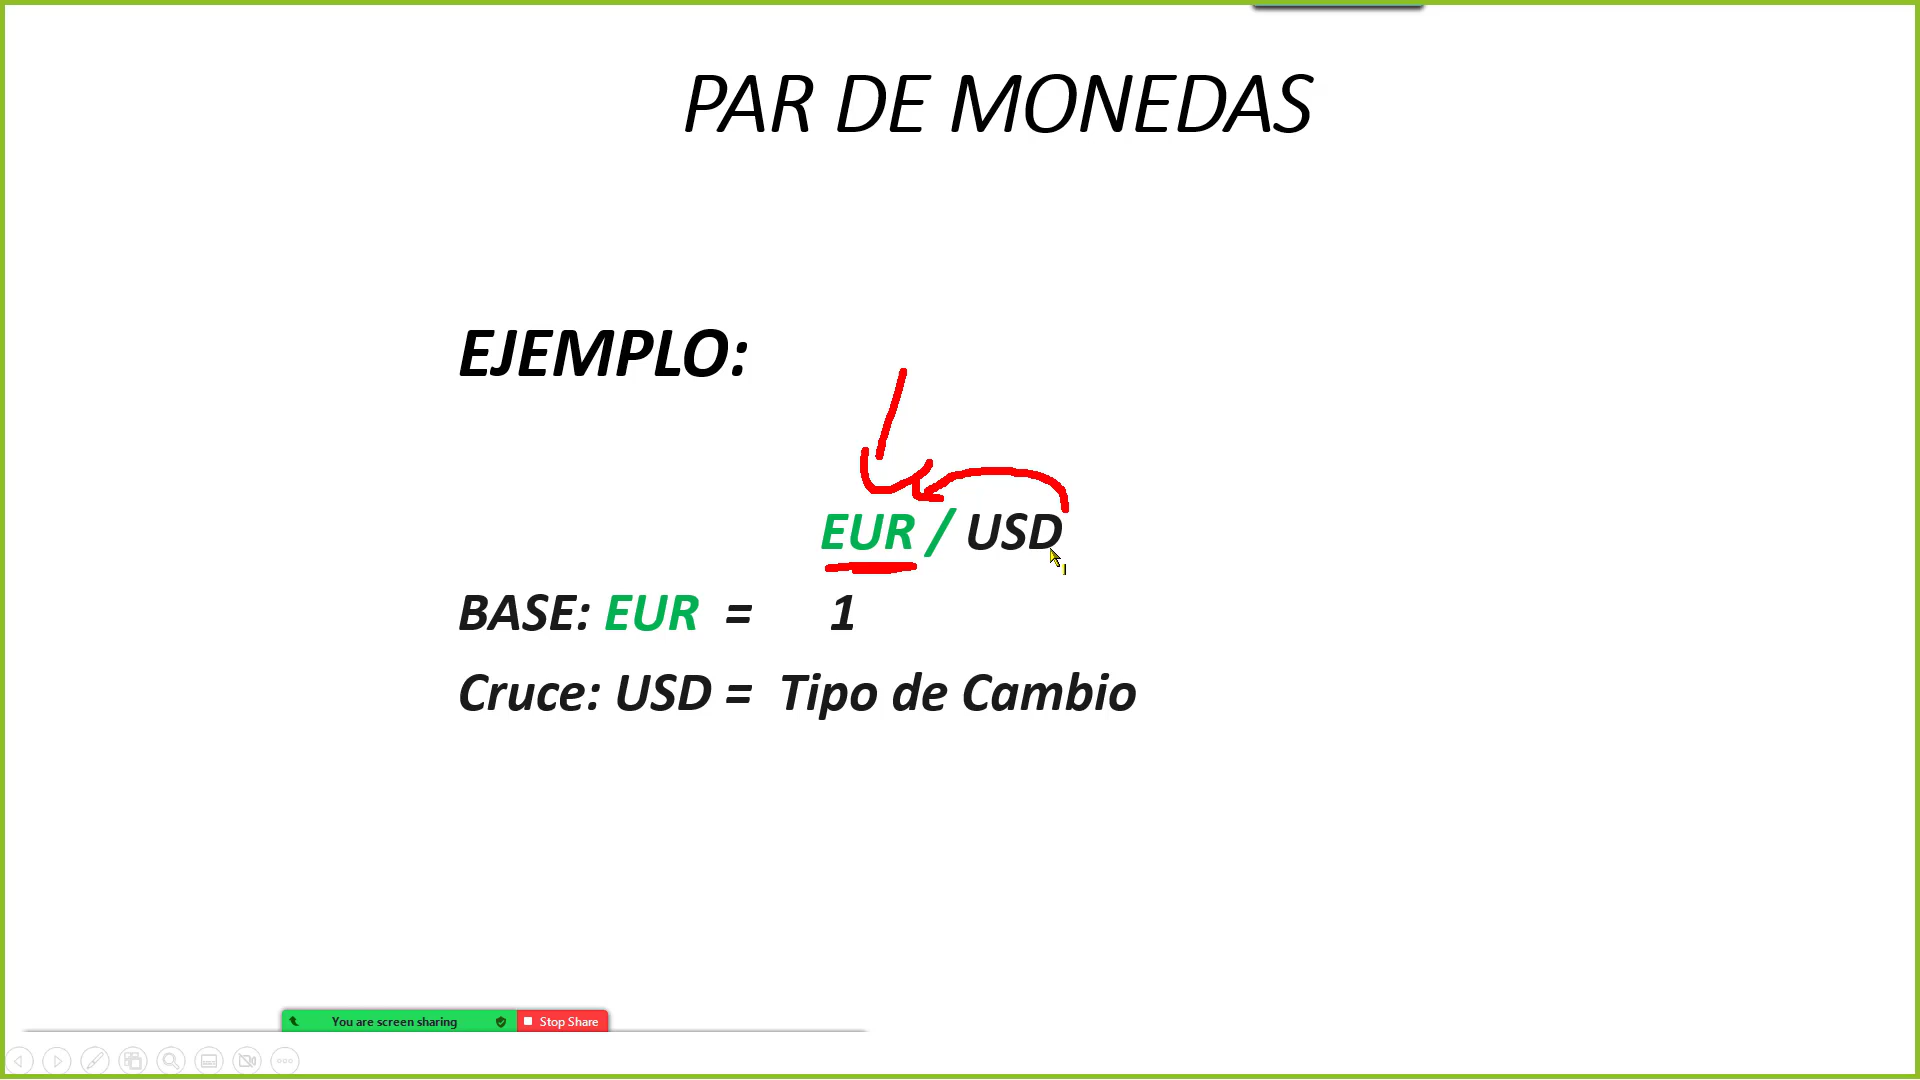 PAR DE MONEDAS
EJEMPLO:
EUR / USD
BASE: EUR = 1
Cruce: USD = Tipo de Cambio
You are screen sharing Stop Share